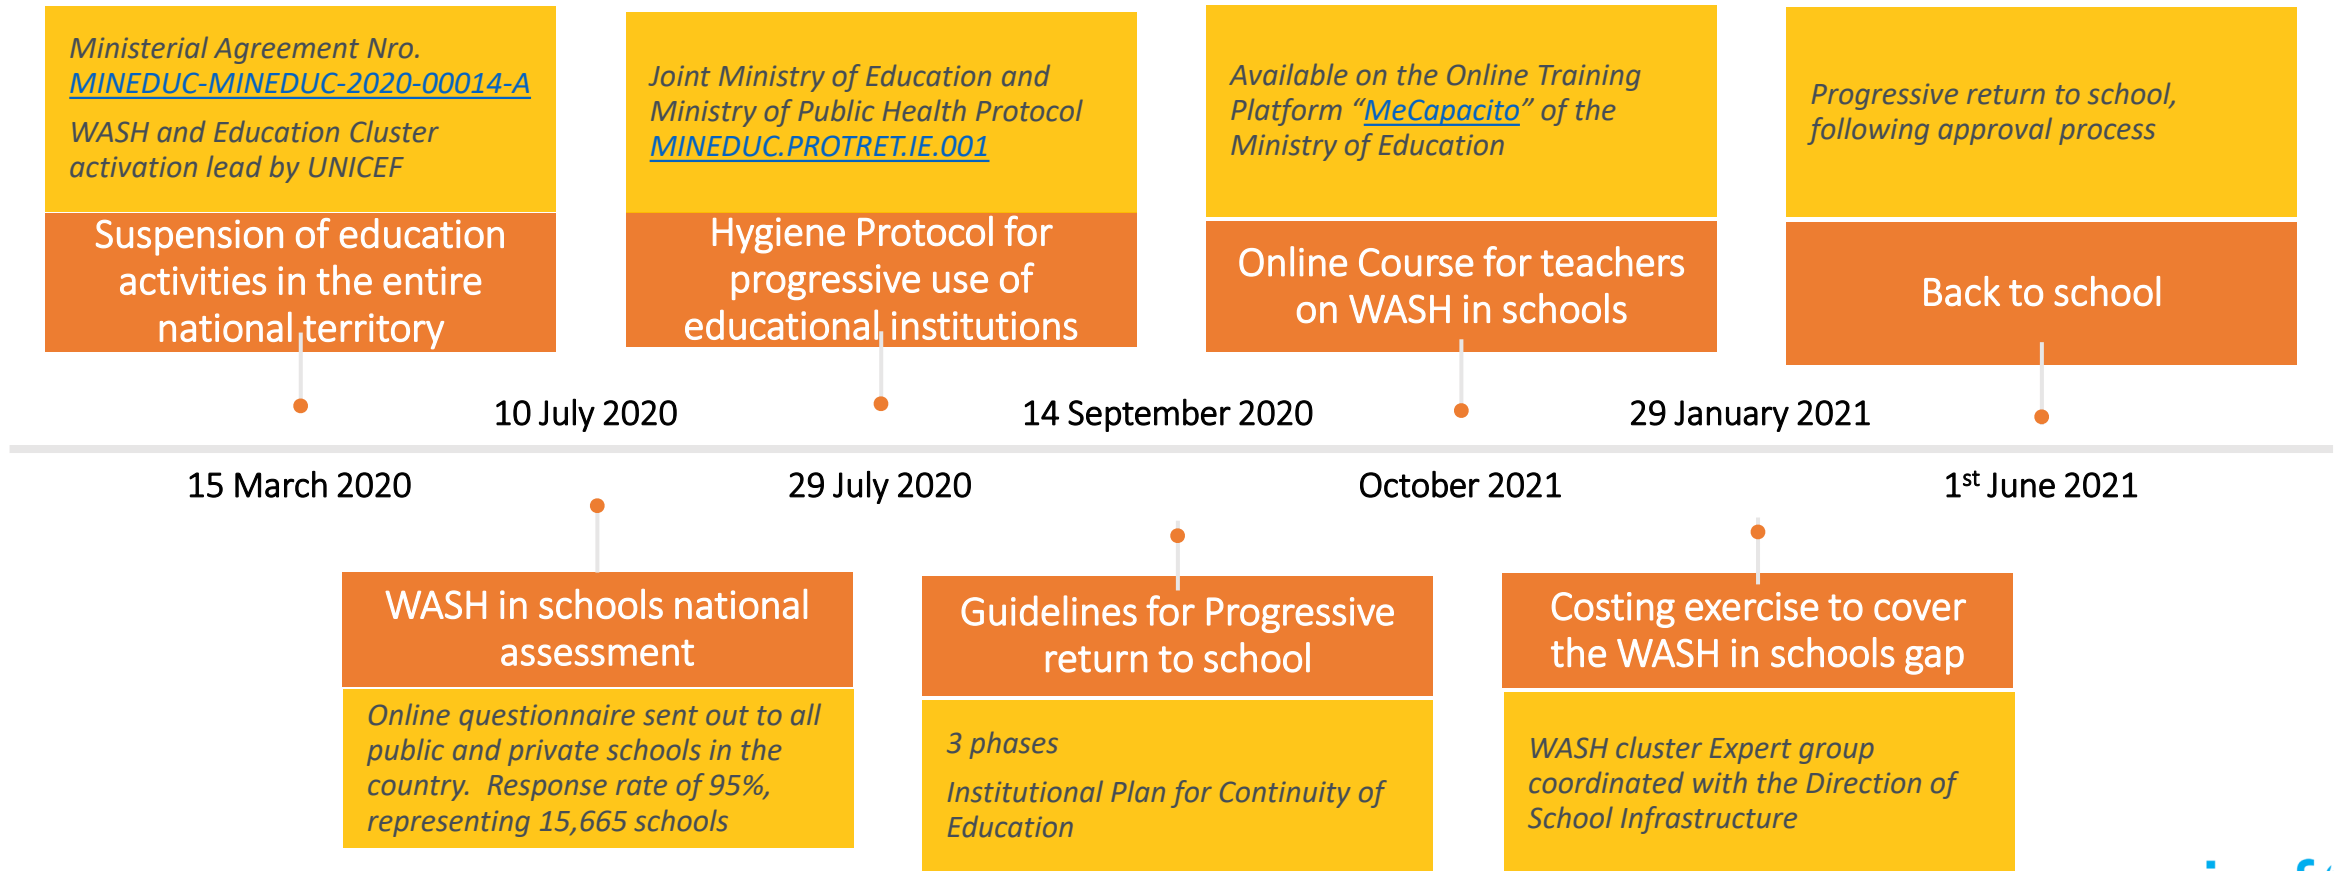 Ministerial Agreement Nro.
MINEDUC-MINEDUC-2020-00014-A
WASH and Education Cluster
activation lead by UNICEF
Suspension of education
activities in the entire
national territory
15 March 2020
10 July 2020
WASH in schools national
assessment
Online questionnaire sent out to all
public and private schools in the
country.  Response rate of 95%,
representing 15,665 schools
Joint Ministry of Education and
Ministry of Public Health Protocol
MINEDUC.PROTRET.IE.001
Hygiene Protocol for
progressive use of
educational institutions
29 July 2020
14 September 2020
Guidelines for Progressive
return to school
3 phases
Institutional Plan for Continuity of
Education
Available on the Online Training
Platform “MeCapacito” of the
Ministry of Education
Online Course for teachers
on WASH in schools
October 2021
29 January 2021
Costing exercise to cover
the WASH in schools gap
WASH cluster Expert group
coordinated with the Direction of
School Infrastructure
Progressive return to school,
following approval process
Back to school
1st June 2021